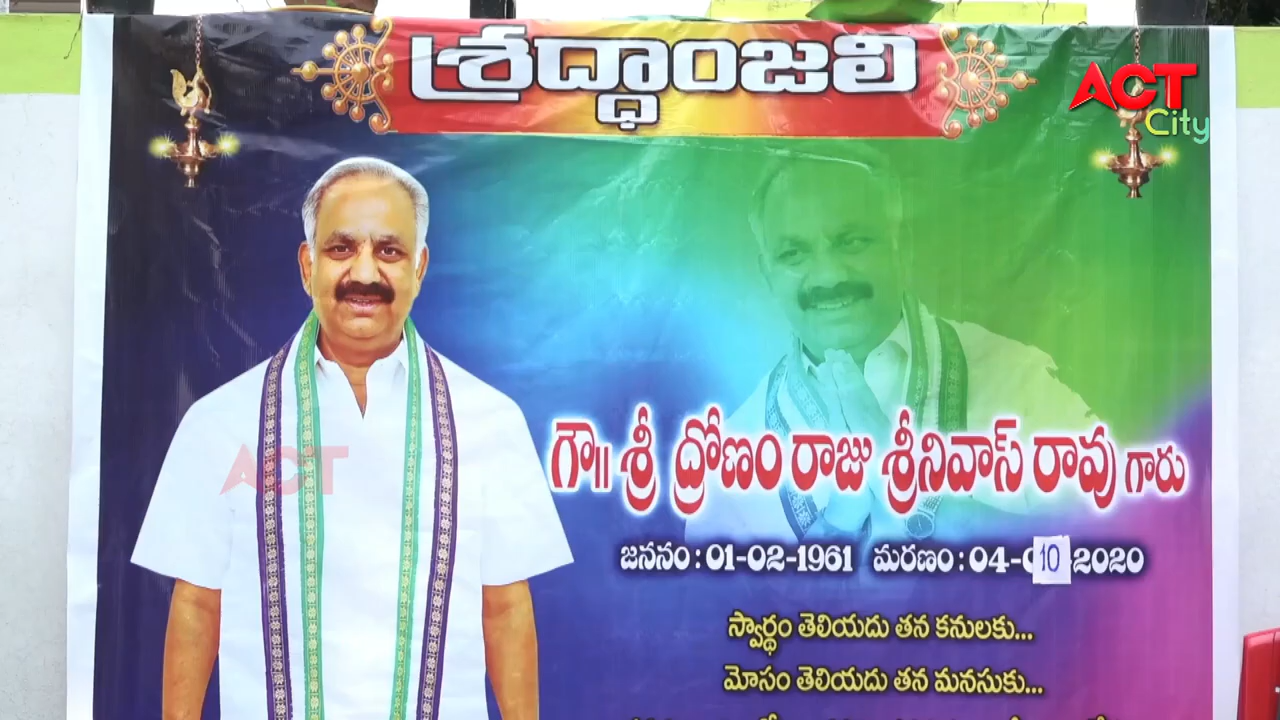 శ్రద్ధాంజలి
ACT
City
ACT
గౌ॥ శ్రీ ద్రోణం రాజు శ్రీనివాస్ రావు గారు
జననం : 01-02-1961 మరణం : 04-10-2020
స్వార్థం తెలియదు తన కనులకు...
మోసం తెలియదు తన మనసుకు...